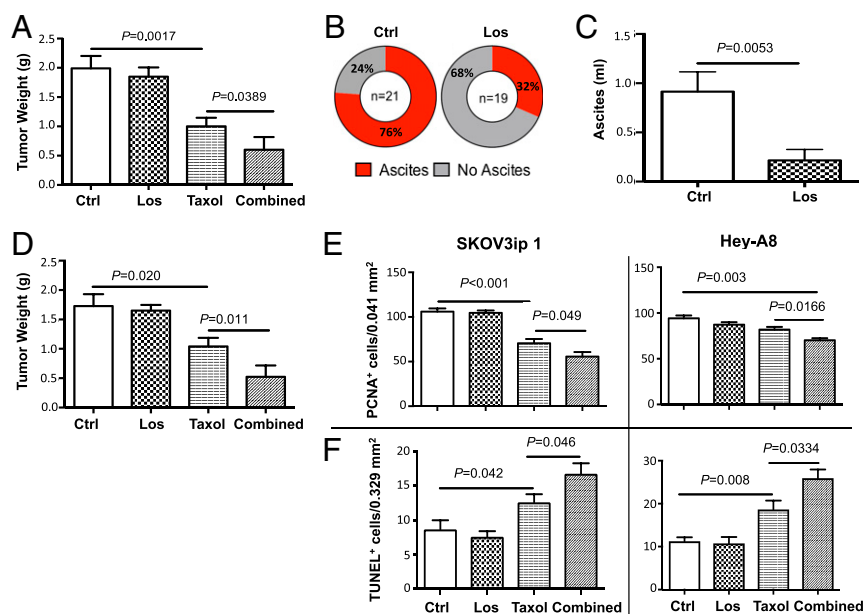 A
Tumor Weight (g)
2.5
2.0
1.5
1.0
0.5
0.0
P=0.0017
P=0.0389
Ctrl Los Taxol Combined
B
Ctrl Los
24%
n=21
76%
68%
n=19
32%
Ascites No Ascites
C
Ascites (ml)
1.5
1.0
0.5
0.0
P=0.0053
Ctrl Los
D
Tumor Weight (g)
2.5
2.0
1.5
1.0
0.5
0.0
P=0.020
P=0.011
Ctrl Los Taxol Combined
E
SKOV3ip 1 Hey-A8
PCNA⁺ cells/0.041 mm²
150
100
50
0
P<0.001
P=0.049
150
100
50
0
P=0.003
P=0.0166
F
TUNEL⁺ cells/0.329 mm²
20
15
10
5
0
P=0.042
P=0.046
Ctrl Los Taxol Combined
30
20
10
0
P=0.008
P=0.0334
Ctrl Los Taxol Combined